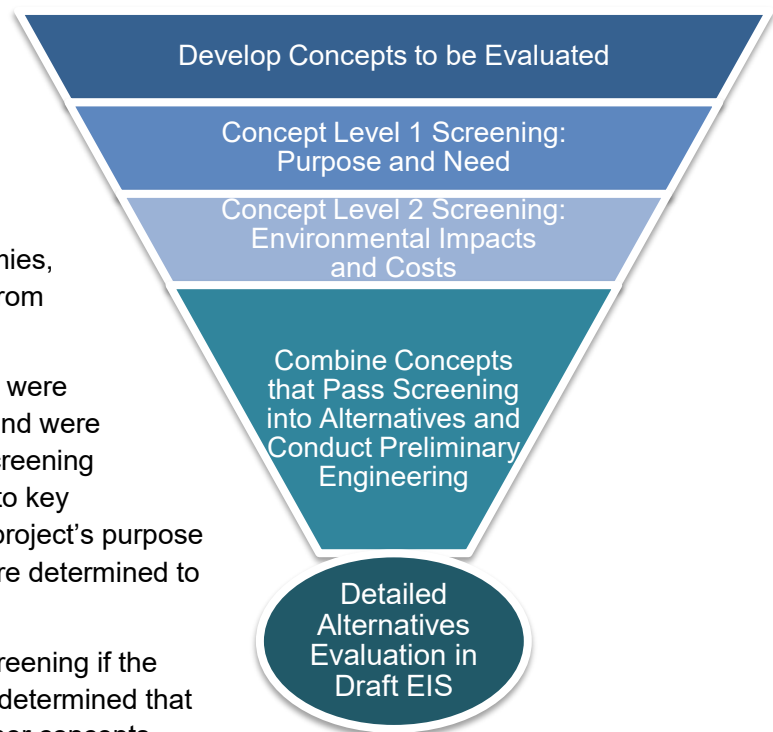 Develop Concepts to be Evaluated
Concept Level 1 Screening:
Purpose and Need
Concept Level 2 Screening:
Environmental Impacts
and Costs
Combine Concepts
that Pass Screening
into Alternatives and
Conduct Preliminary
Engineering
Detailed
Alternatives
Evaluation in
Draft EIS
rom
were
nd were
creening
to key
project's purpose
re determined to
creening if the
determined that